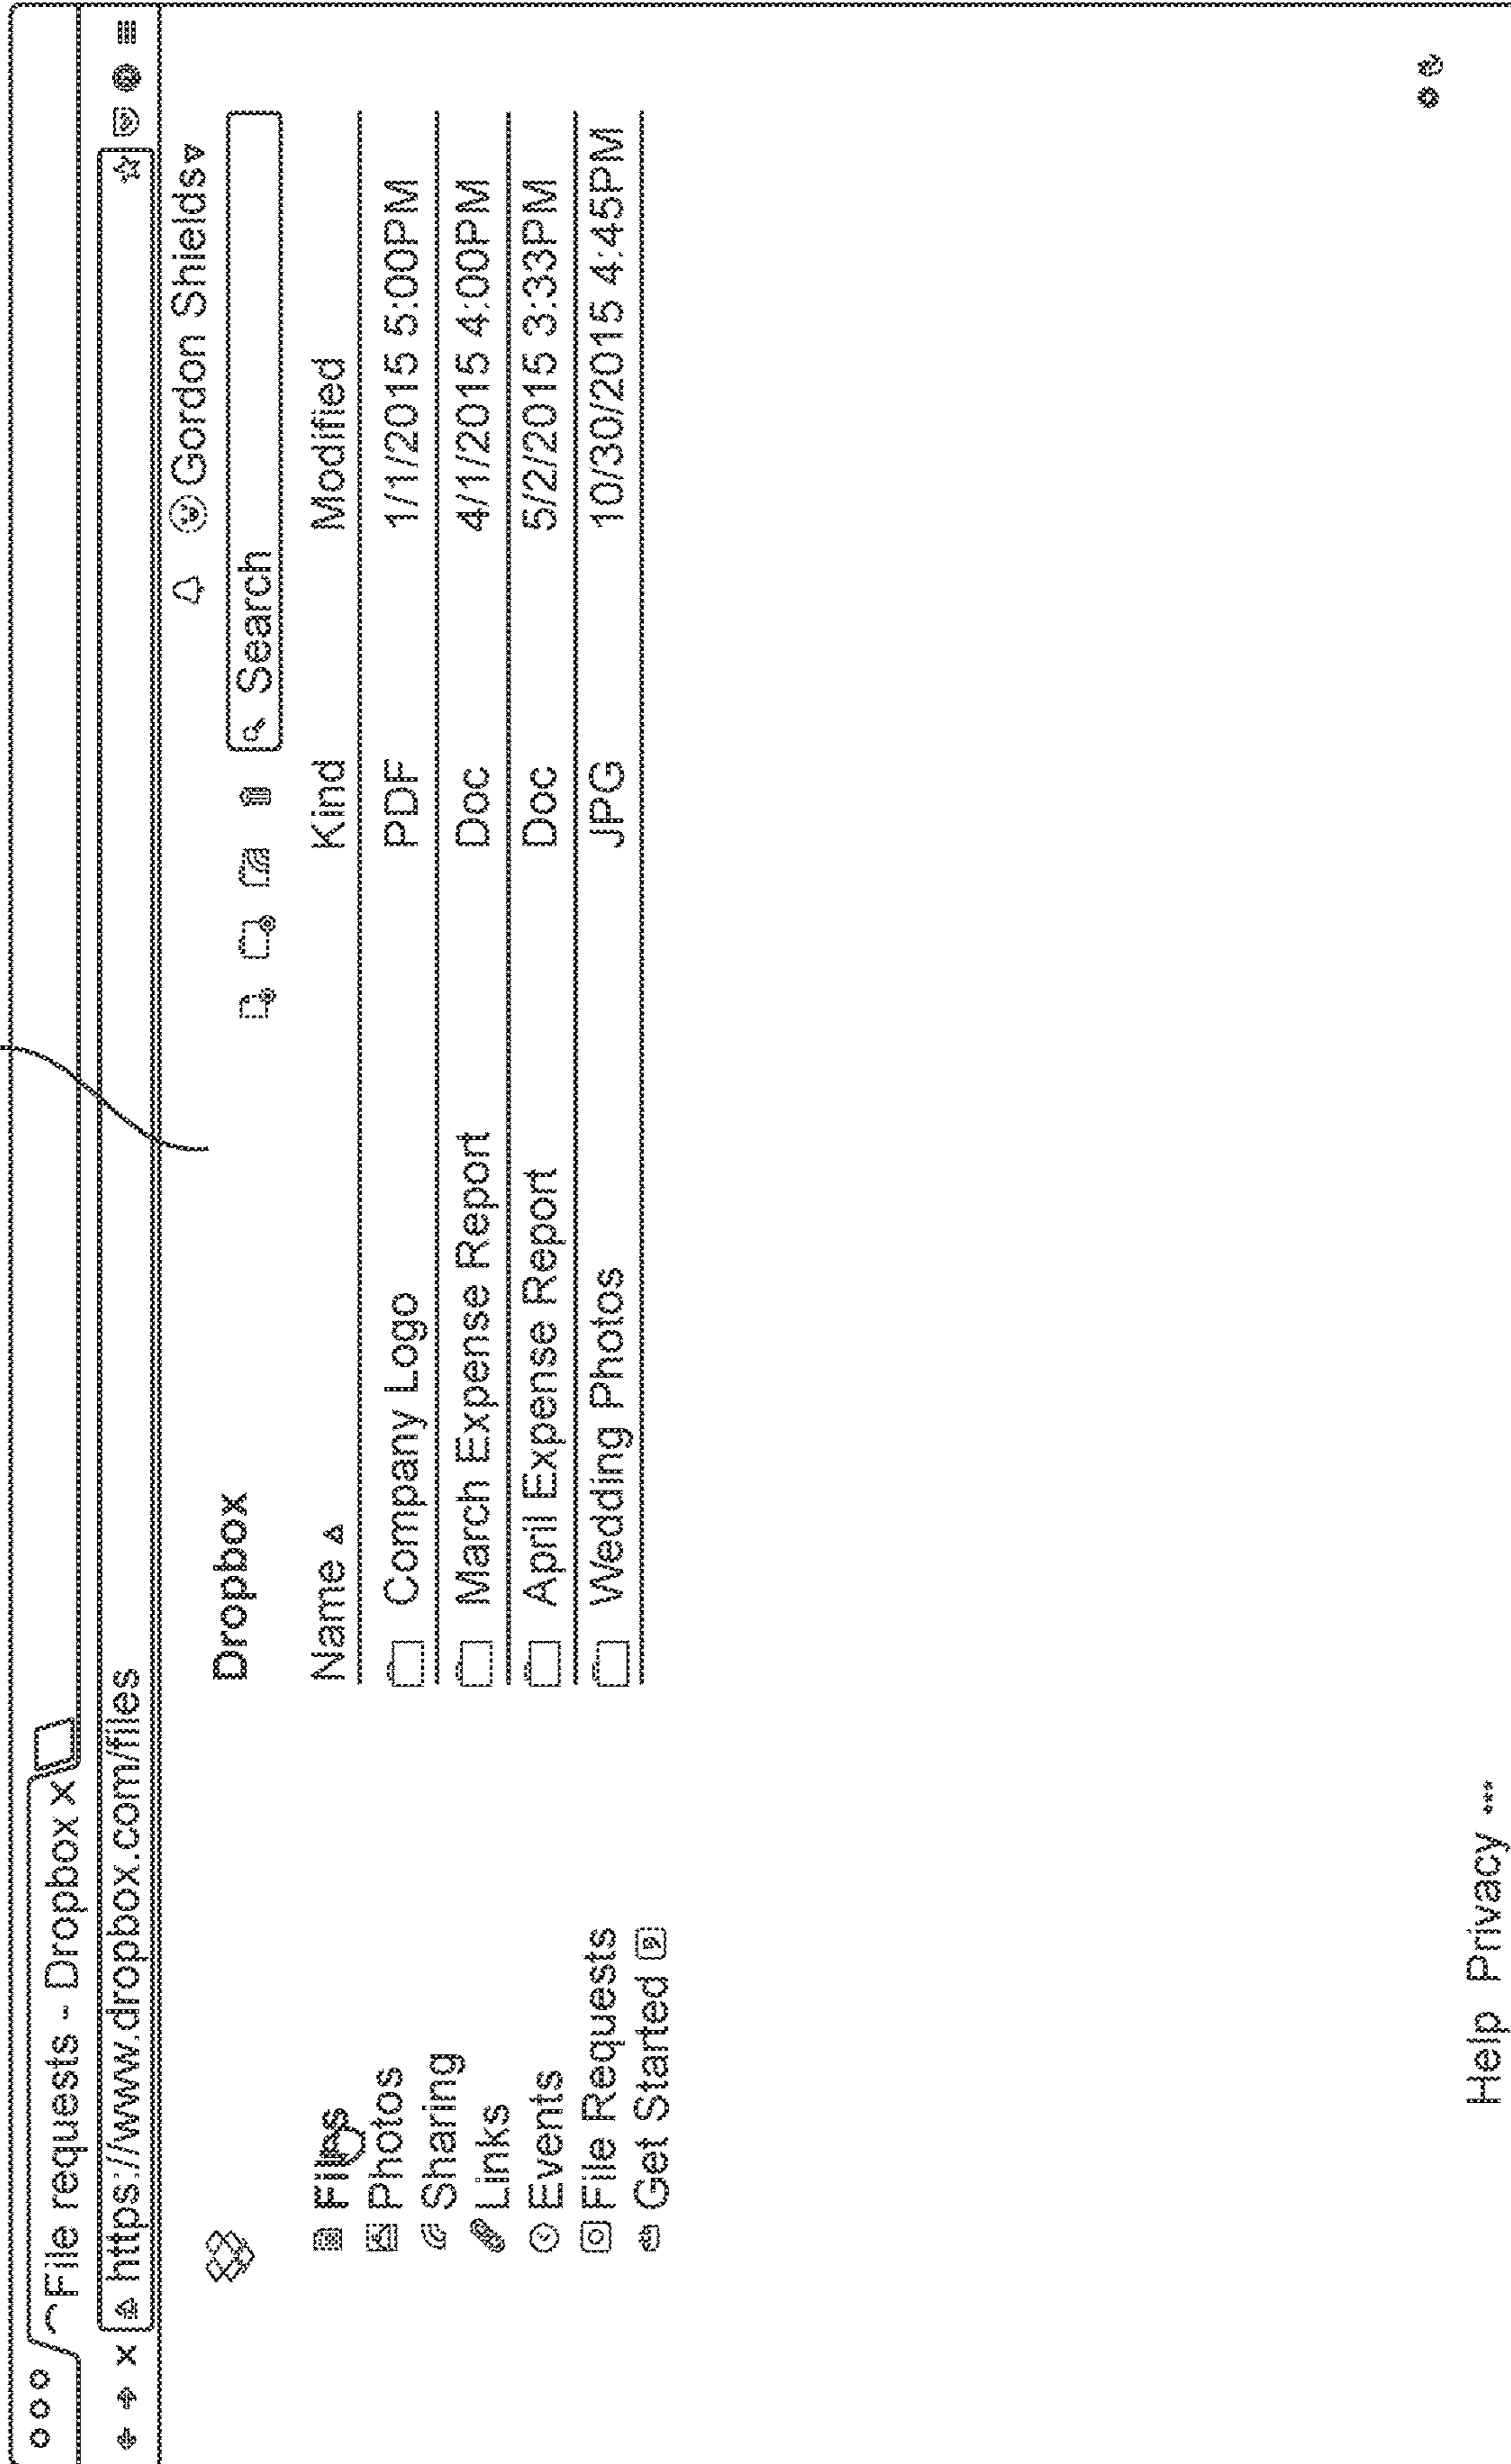 File requests - Dropbox x
https://www.dropbox.com/files
Gordon Shields
Dropbox
Search
Name Kind Modified
Company Logo PDF 1/1/2015 5:00PM
March Expense Report Doc 4/1/2015 4:00PM
April Expense Report Doc 5/2/2015 3:33PM
Wedding Photos JPG 10/30/2015 4:45PM
Files
Photos
Sharing
Links
Events
File Requests
Get Started
Help Privacy •••